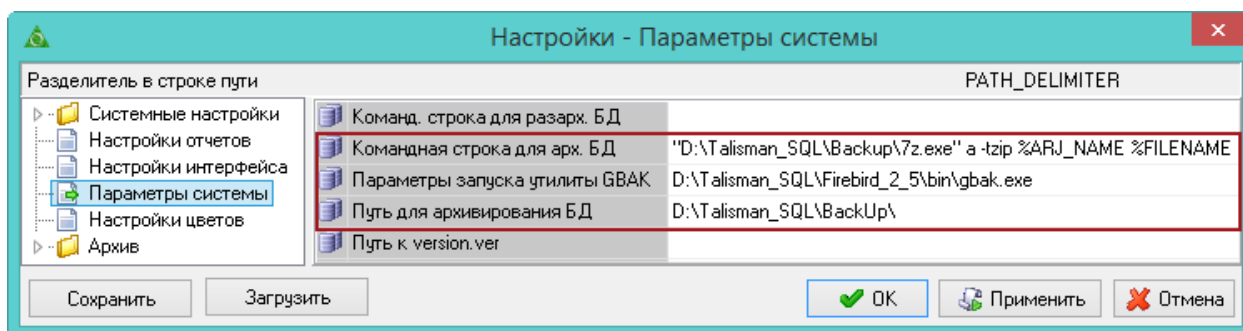 Настройки - Параметры системы
Разделитель в строке пути PATH_DELIMITER
Системные настройки
Настройки отчетов
Настройки интерфейса
Параметры системы
Настройки цветов
Архив
Команд. строка для разарх. БД
Командная строка для арх. БД "D:\Talisman_SQL\Backup\7z.exe" a -tzip %ARJ_NAME %FILENAME
Параметры запуска утилиты GBAK D:\Talisman_SQL\Firebird_2_5\bin\gbak.exe
Путь для архивирования БД D:\Talisman_SQL\BackUp\
Путь к version.ver
Сохранить Загрузить OK Применить Отмена